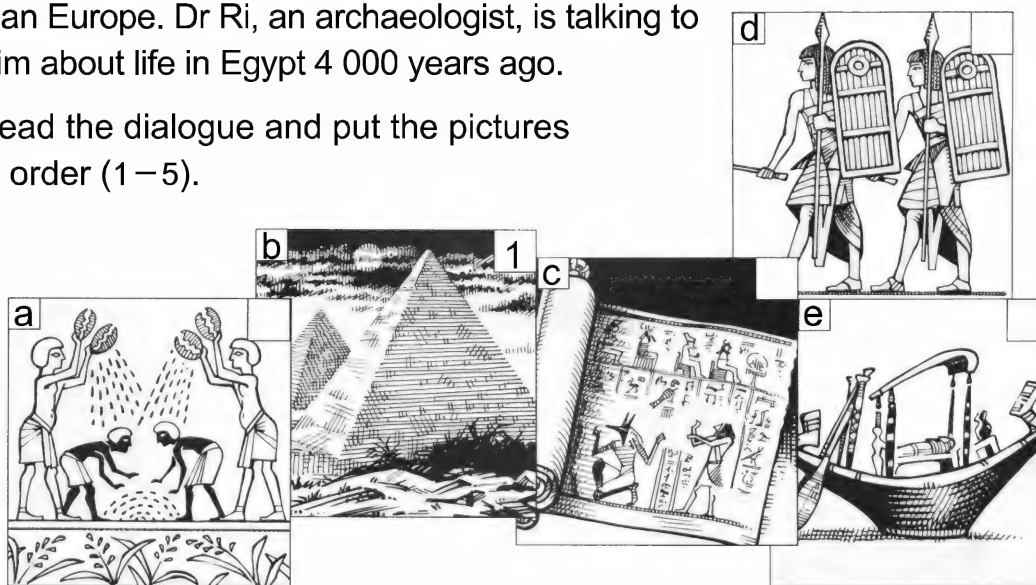 an Europe. Dr Ri, an archaeologist, is talking to
im about life in Egypt 4 000 years ago.
ead the dialogue and put the pictures
order (1–5).
d
b
1
c
a
e